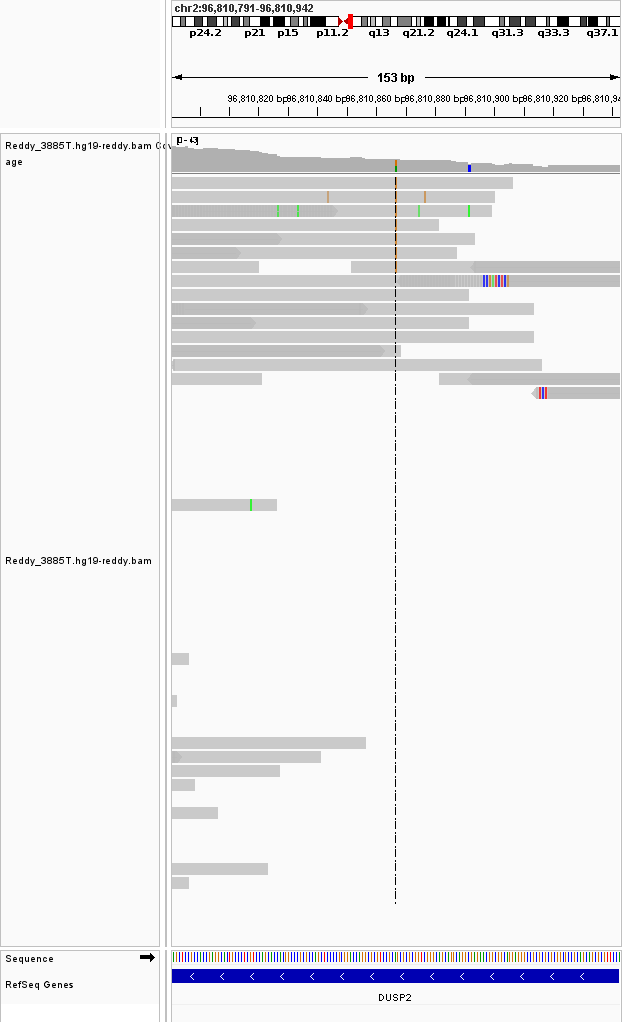 chr2:96,810,791-96,810,942
p24.2 p21 p15 p11.2 q13 q21.2 q24.1 q31.3 q33.3 q37.1
153 bp
96,810,820 bp 96,810,840 bp 96,810,860 bp 96,810,880 bp 96,810,900 bp 96,810,920 bp 96,810,94
Reddy_3885T.hg19-reddy.bam Cov
age
[0 - 43]
Reddy_3885T.hg19-reddy.bam
Sequence
RefSeq Genes
DUSP2